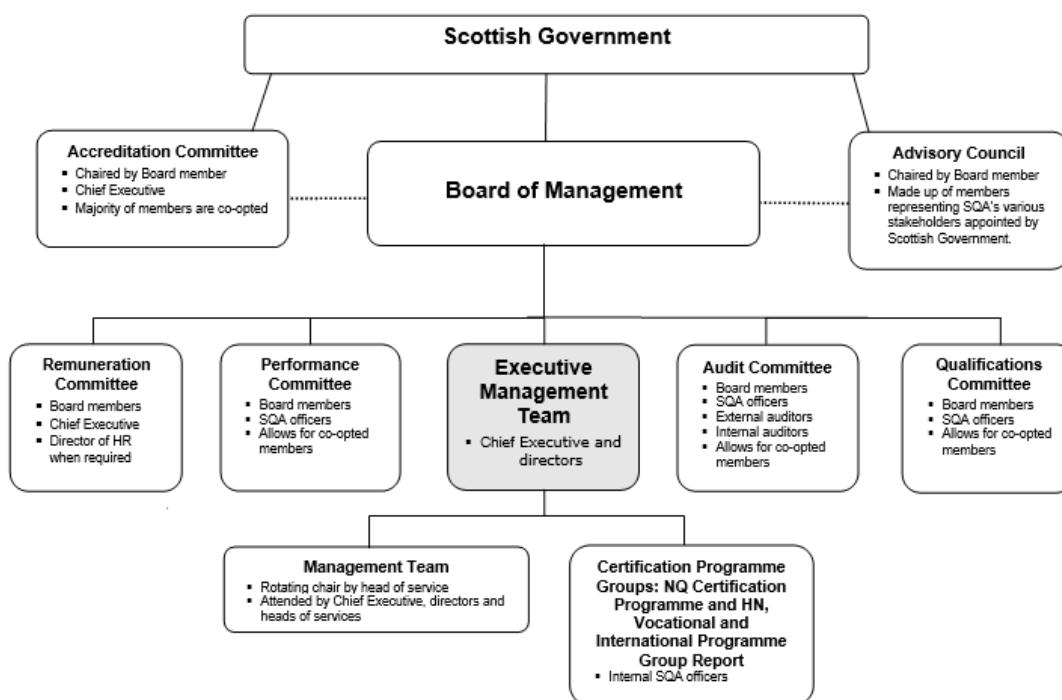 Scottish Government
Accreditation Committee
▪ Chaired by Board member
▪ Chief Executive
▪ Majority of members are co-opted
Board of Management
Advisory Council
▪ Chaired by Board member
▪ Made up of members
representing SQA's various
stakeholders appointed by
Scottish Government.
Remuneration
Committee
▪ Board members
▪ Chief Executive
▪ Director of HR
when required
Performance
Committee
▪ Board members
▪ SQA officers
▪ Allows for co-opted
members
Executive
Management
Team
▪ Chief Executive and
directors
Audit Committee
▪ Board members
▪ SQA officers
▪ External auditors
▪ Internal auditors
▪ Allows for co-opted
members
Qualifications
Committee
▪ Board members
▪ SQA officers
▪ Allows for co-opted
members
Management Team
▪ Rotating chair by head of service
▪ Attended by Chief Executive, directors and
heads of services
Certification Programme
Groups: NQ Certification
Programme and HN,
Vocational and
International Programme
Group Report
▪ Internal SQA officers